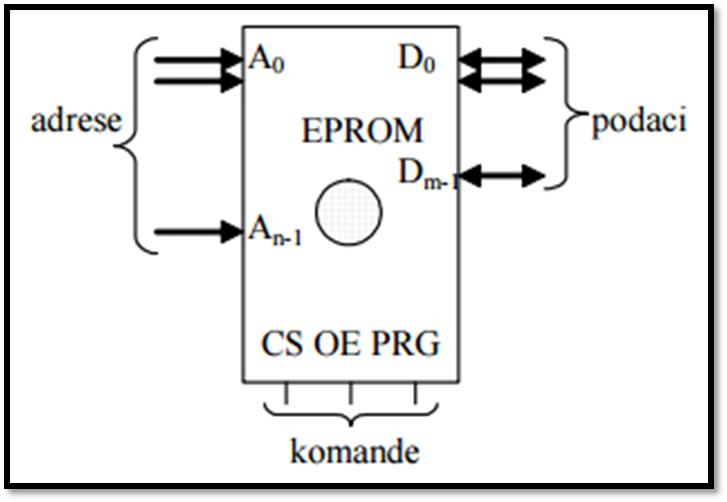 A₀ D₀
adrese podaci
EPROM
Dₘ₋₁
Aₙ₋₁
CS OE PRG
komande